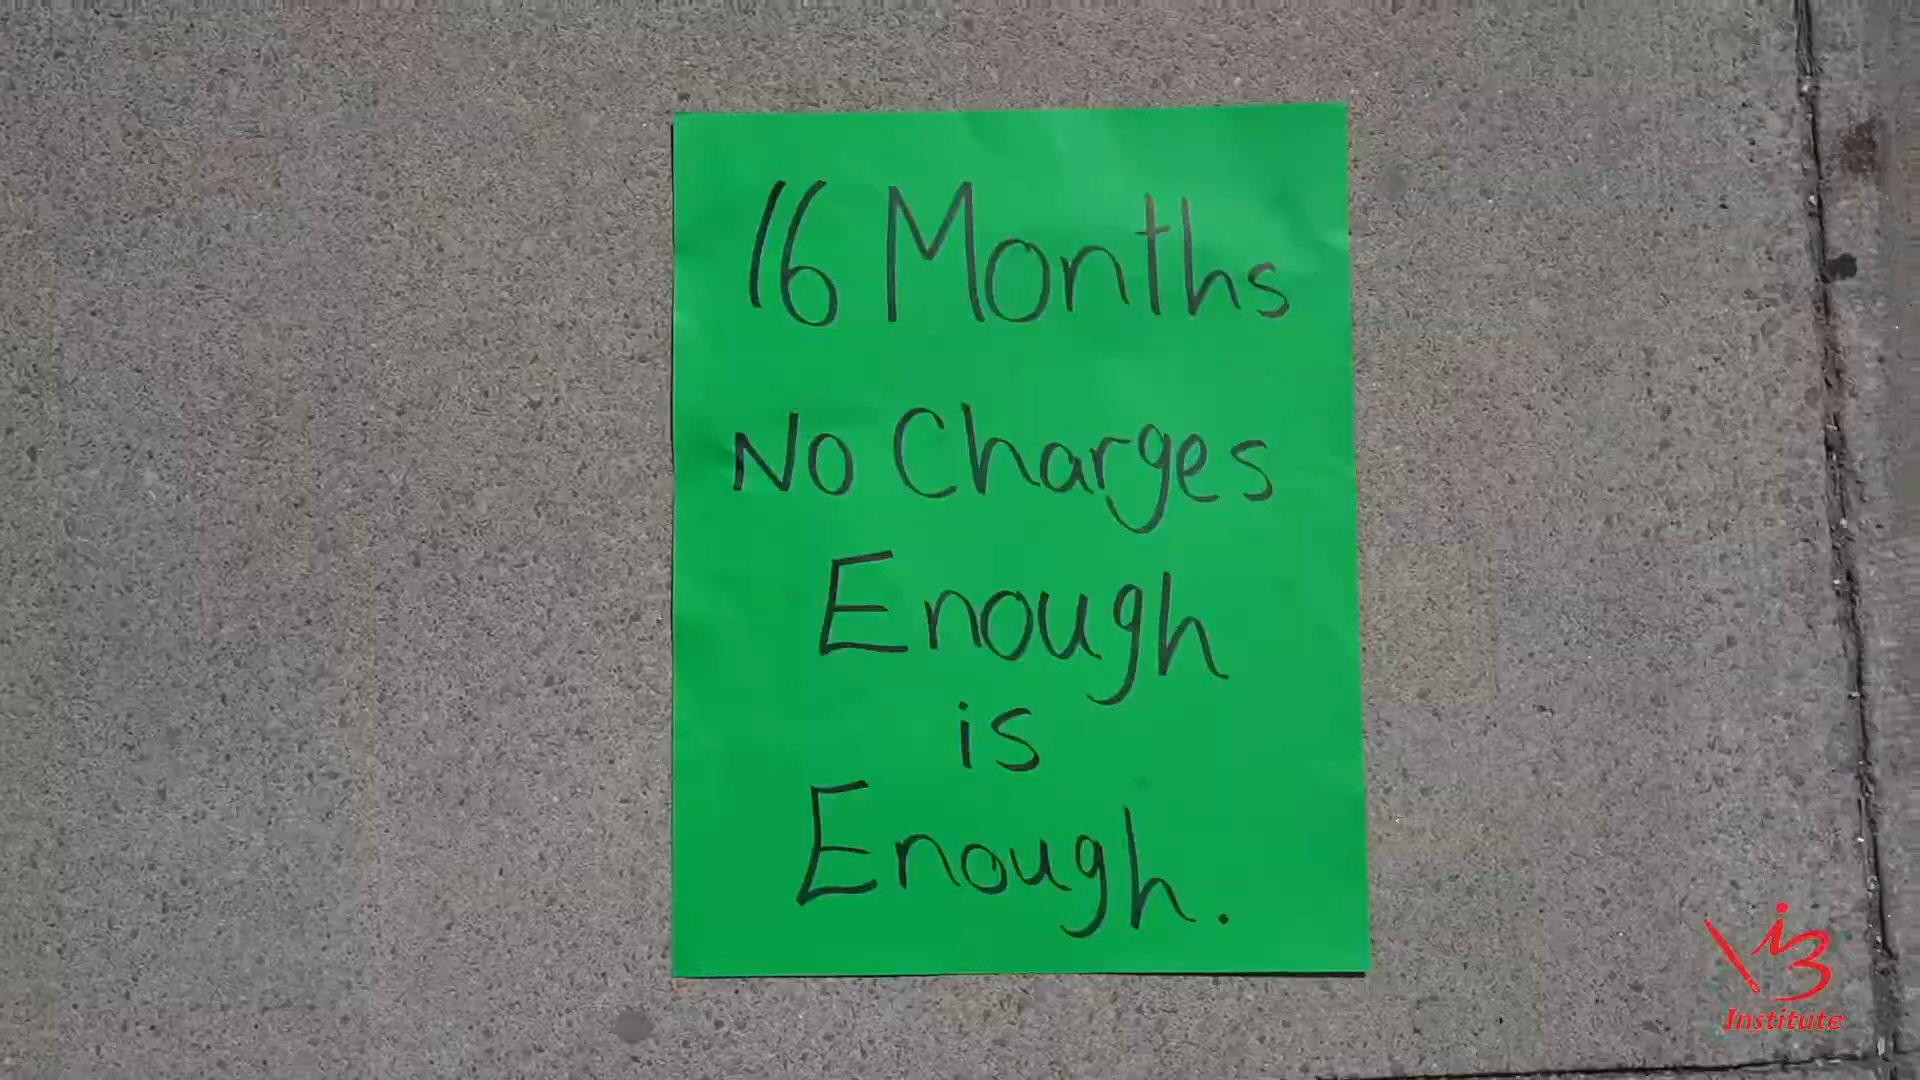 16 Months
No Charges
Enough
is
Enough.
Institute